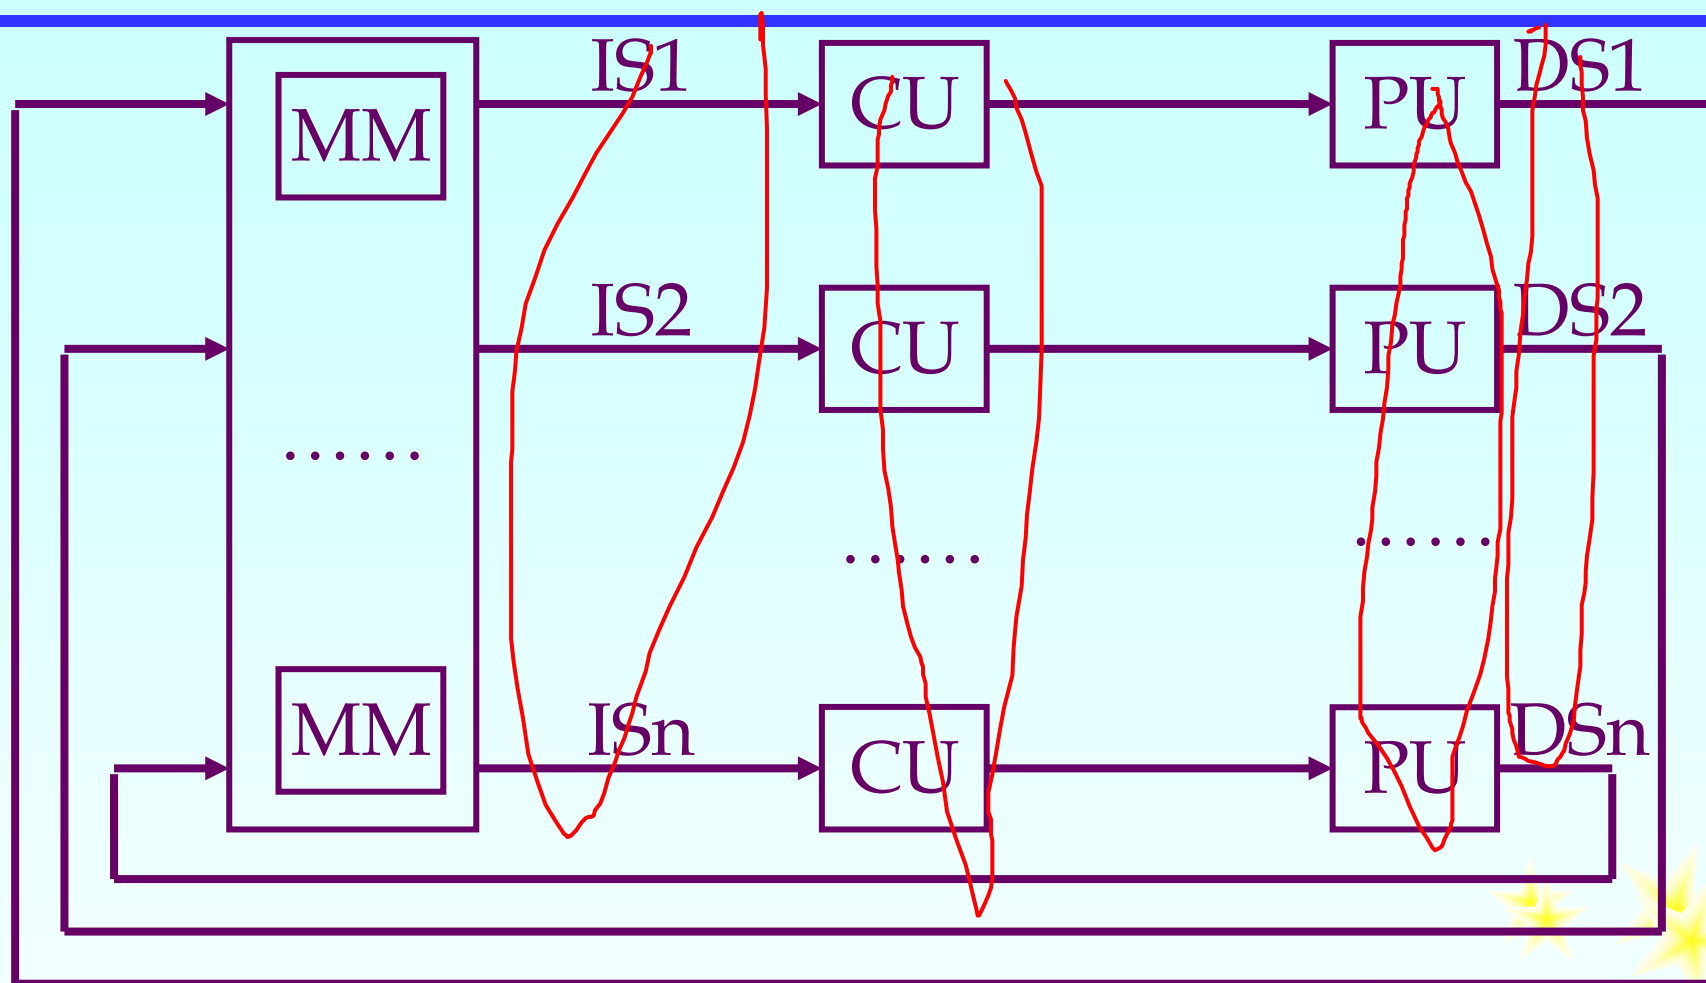 IS1 DS1
MM CU PU
IS2 DS2
CU PU
......
......
......
ISn DSn
MM CU PU